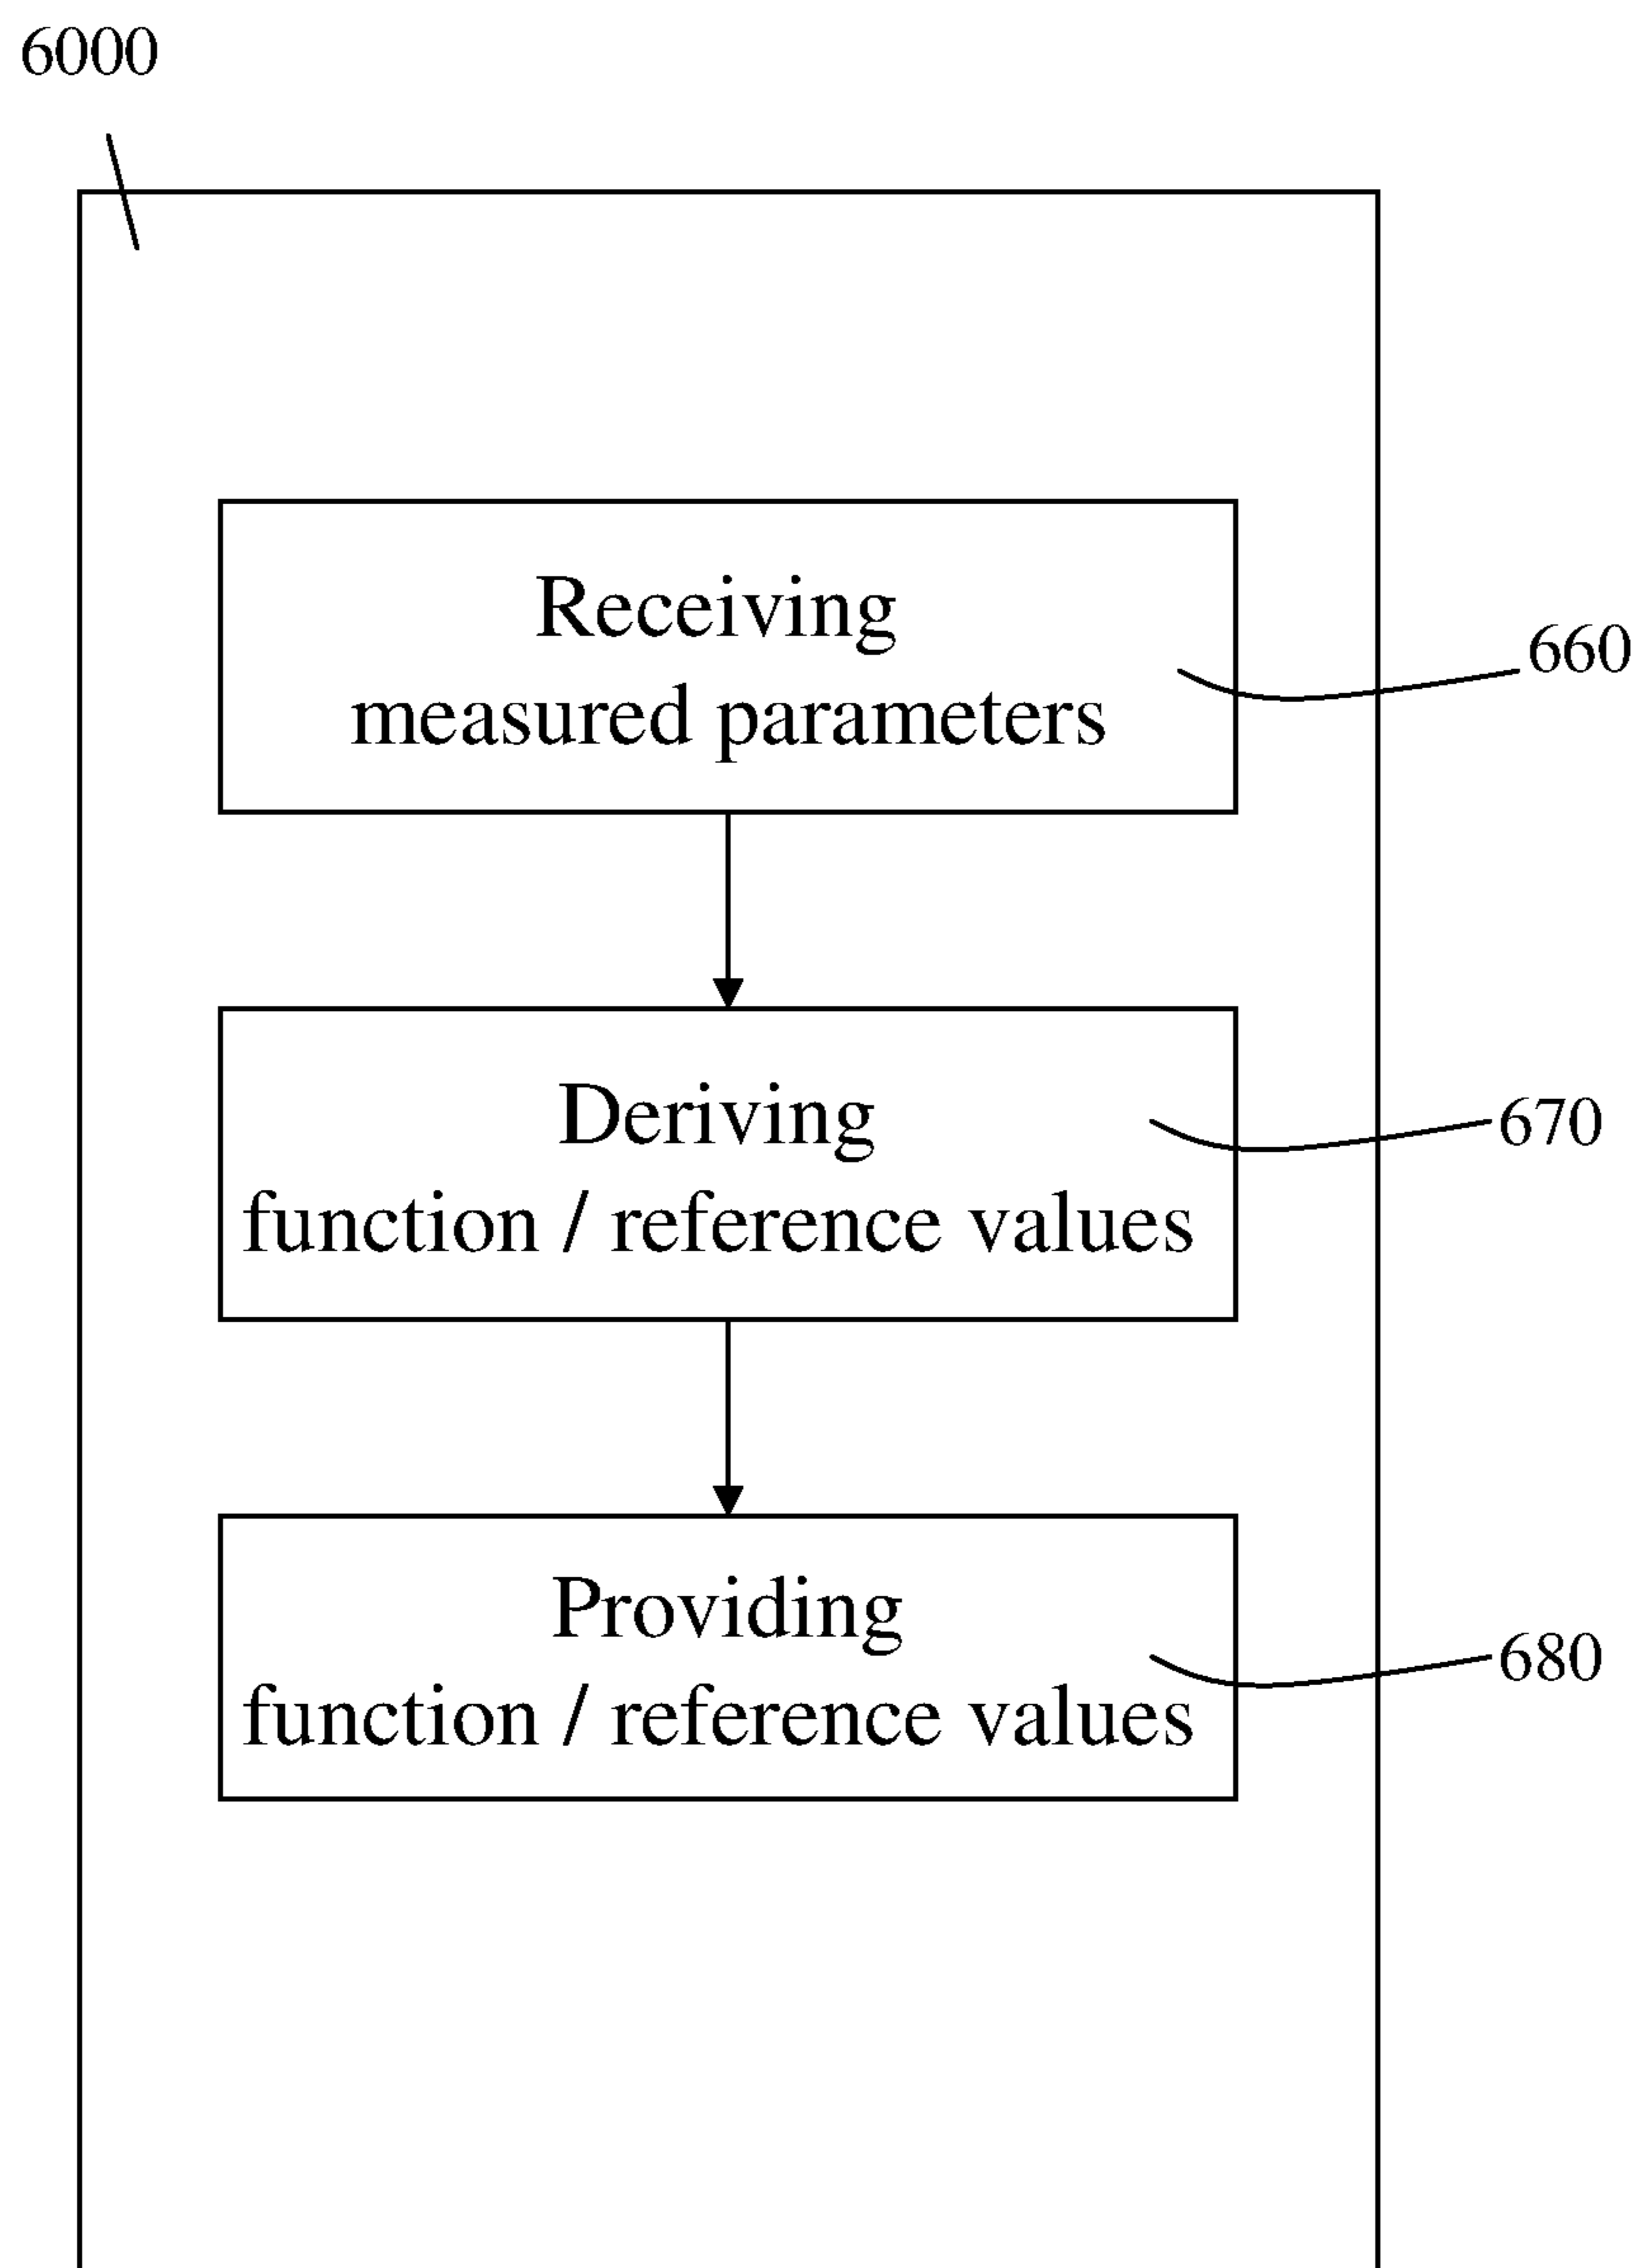 6000
Receiving
measured parameters
660
Deriving
function / reference values
670
Providing
function / reference values
680